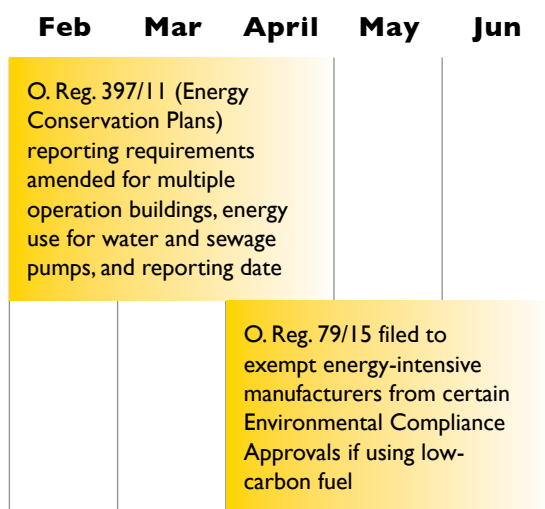 Feb Mar April May Jun
O. Reg. 397/11 (Energy
Conservation Plans)
reporting requirements
amended for multiple
operation buildings, energy
use for water and sewage
pumps, and reporting date
O. Reg. 79/15 filed to
exempt energy-intensive
manufacturers from certain
Environmental Compliance
Approvals if using low-
carbon fuel